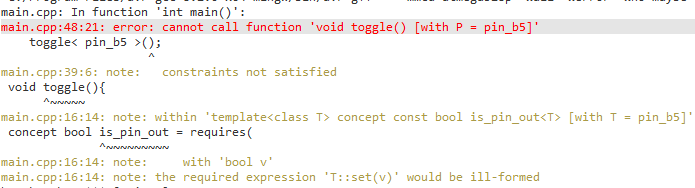 main.cpp: In function 'int main()':
main.cpp:48:21: error: cannot call function 'void toggle() [with P = pin_b5]'
toggle< pin_b5 >();
^
main.cpp:39:6: note:   constraints not satisfied
void toggle(){
^~~~~~
main.cpp:16:14: note: within 'template<class T> concept const bool is_pin_out<T> [with T = pin_b5]'
concept bool is_pin_out = requires(
^~~~~~~~~~
main.cpp:16:14: note:     with 'bool v'
main.cpp:16:14: note: the required expression 'T::set(v)' would be ill-formed